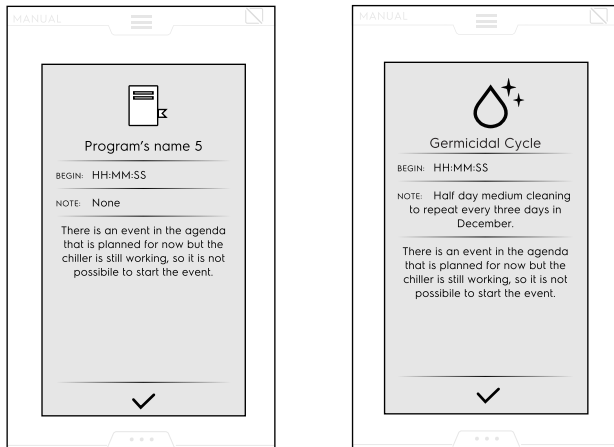 MANUAL
Program's name 5
BEGIN: HH:MM:SS
NOTE: None
There is an event in the agenda
that is planned for now but the
chiller is still working, so it is not
possibile to start the event.
MANUAL
Germicidal Cycle
BEGIN: HH:MM:SS
NOTE: Half day medium cleaning
to repeat every three days in
December.
There is an event in the agenda
that is planned for now but the
chiller is still working, so it is not
possibile to start the event.